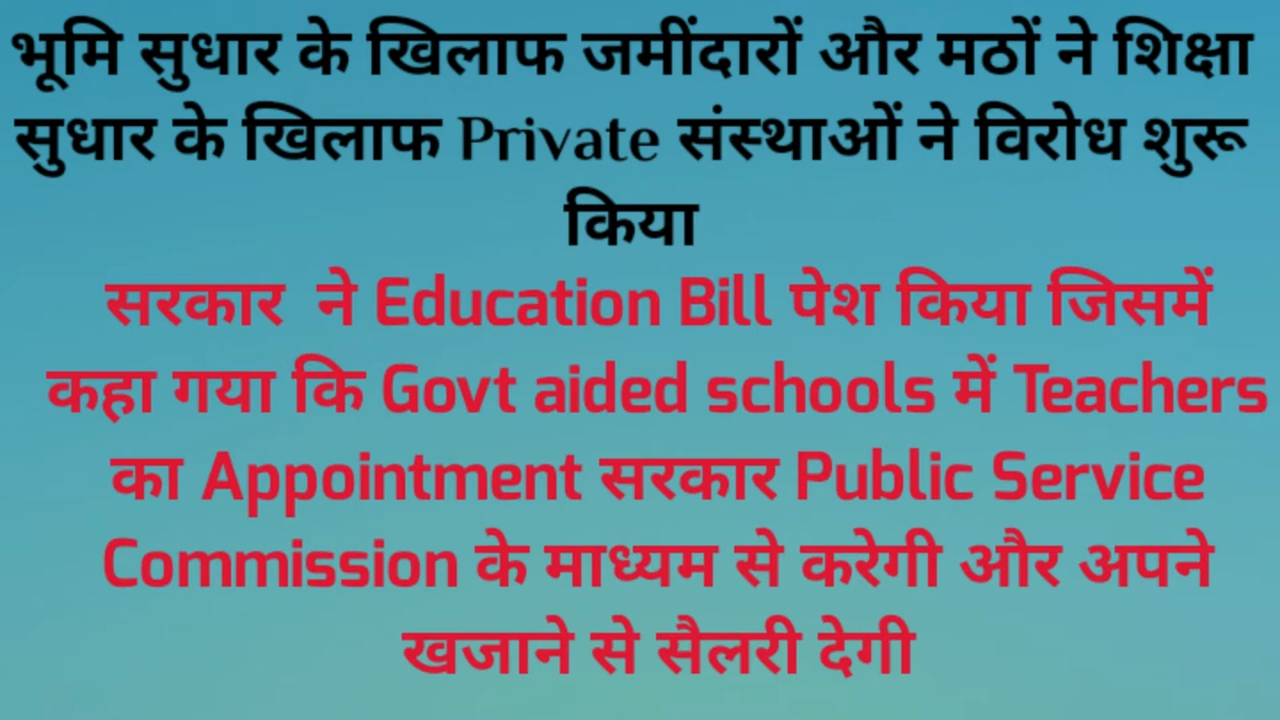 भूमि सुधार के खिलाफ जमींदारों और मठों ने शिक्षा
सुधार के खिलाफ Private संस्थाओं ने विरोध शुरू
किया
सरकार ने Education Bill पेश किया जिसमें
कहा गया कि Govt aided schools में Teachers
का Appointment सरकार Public Service
Commission के माध्यम से करेगी और अपने
खजाने से सैलरी देगी